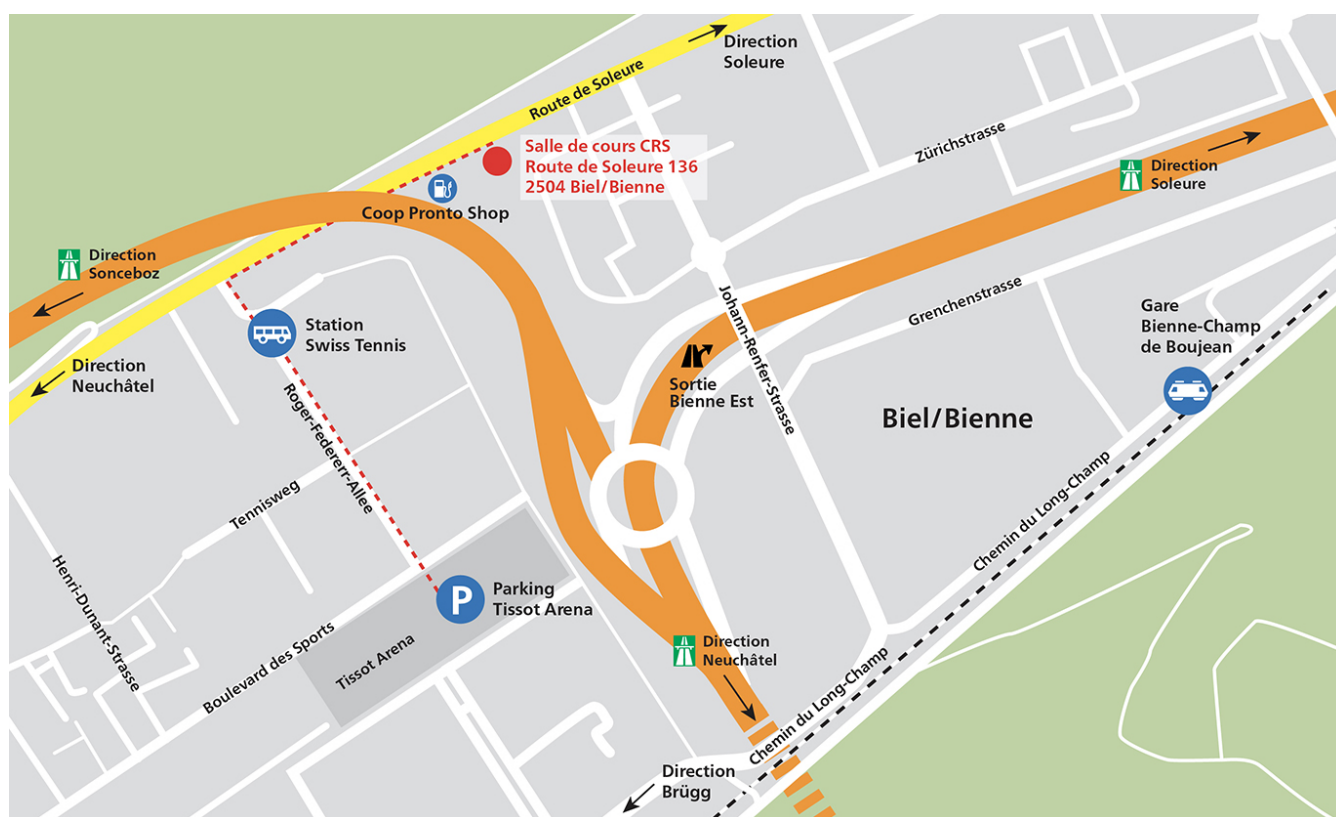 Direction
Soleure
Route de Soleure
Salle de cours CRS
Route de Soleure 136
2504 Biel/Bienne
Coop Pronto Shop
Zürichstrasse
Direction
Soleure
Direction
Sonceboz
Station
Swiss Tennis
Direction
Neuchâtel
Johann-Renfer-Strasse
Grenchenstrasse
Gare
Bienne-Champ
de Boujean
Sortie
Bienne Est
Biel/Bienne
Roger-Federerr-Allee
Tennisweg
Henri-Dunant-Strasse
Chemin du Long-Champ
P
Parking
Tissot Arena
Boulevard des Sports
Tissot Arena
Direction
Neuchâtel
Chemin du Long-Champ
Direction
Brügg